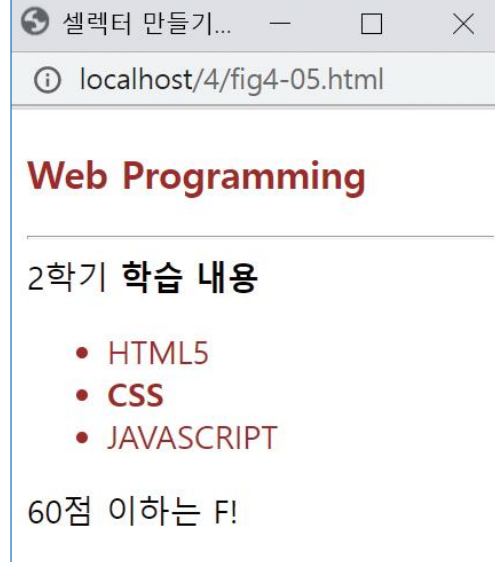 셀렉터 만들기...
localhost/4/fig4-05.html
Web Programming
2학기 학습 내용
HTML5
CSS
JAVASCRIPT
60점 이하는 F!